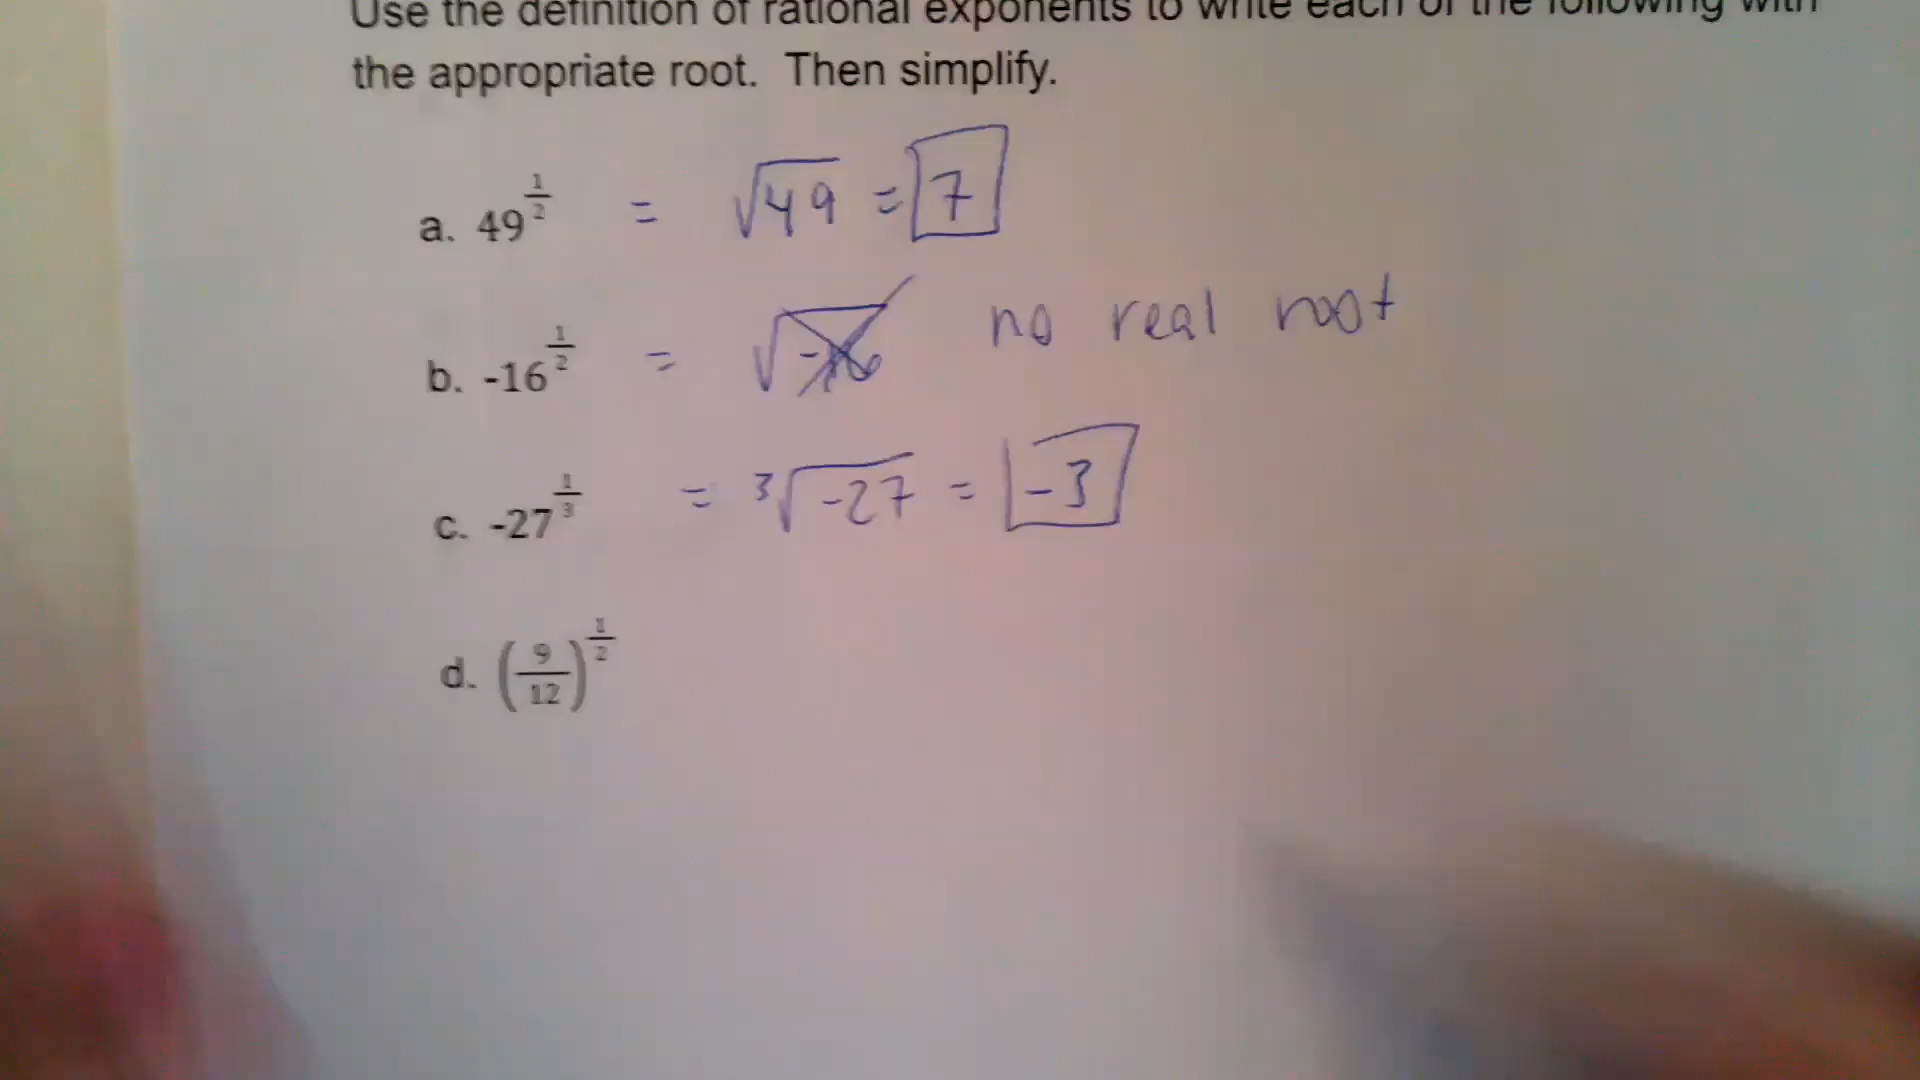 Use the definition of rational exponents to write each of the following with
the appropriate root. Then simplify.
a. 49^(1/2) = √49 = 7
b. -16^(1/2) = √-16 no real root
c. -27^(1/3) = ³√-27 = -3
d. (9/12)^(1/2)